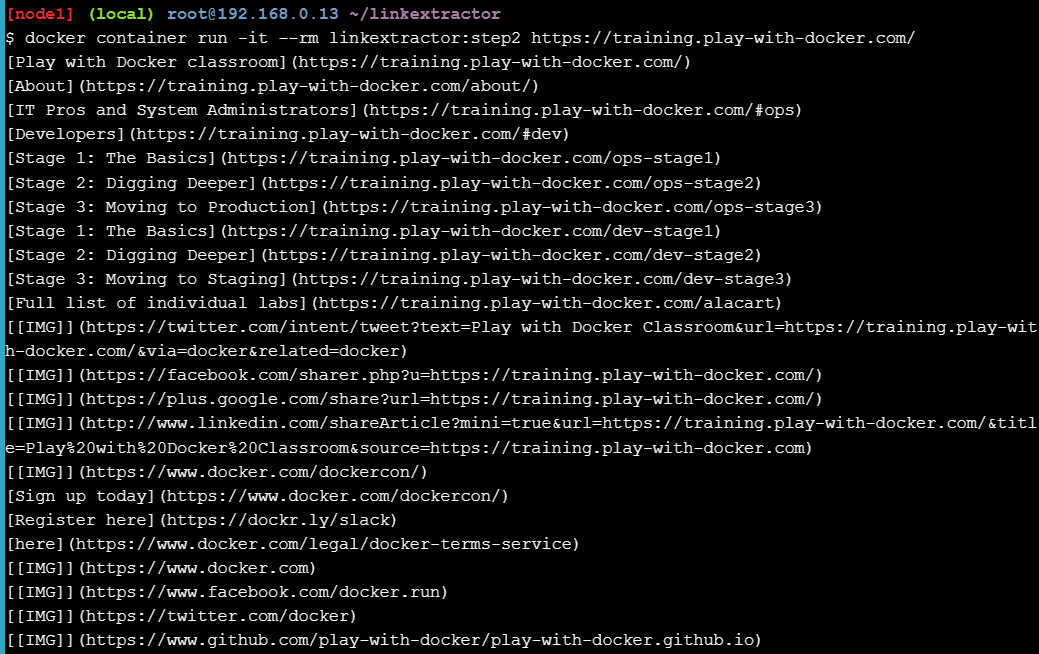 [node1] (local) root@192.168.0.13 ~/linkextractor
$ docker container run -it --rm linkextractor:step2 https://training.play-with-docker.com/
[Play with Docker classroom](https://training.play-with-docker.com/)
[About](https://training.play-with-docker.com/about/)
[IT Pros and System Administrators](https://training.play-with-docker.com/#ops)
[Developers](https://training.play-with-docker.com/#dev)
[Stage 1: The Basics](https://training.play-with-docker.com/ops-stage1)
[Stage 2: Digging Deeper](https://training.play-with-docker.com/ops-stage2)
[Stage 3: Moving to Production](https://training.play-with-docker.com/ops-stage3)
[Stage 1: The Basics](https://training.play-with-docker.com/dev-stage1)
[Stage 2: Digging Deeper](https://training.play-with-docker.com/dev-stage2)
[Stage 3: Moving to Staging](https://training.play-with-docker.com/dev-stage3)
[Full list of individual labs](https://training.play-with-docker.com/alacart)
[[IMG]](https://twitter.com/intent/tweet?text=Play with Docker Classroom&url=https://training.play-wit
h-docker.com/&via=docker&related=docker)
[[IMG]](https://facebook.com/sharer.php?u=https://training.play-with-docker.com/)
[[IMG]](https://plus.google.com/share?url=https://training.play-with-docker.com/)
[[IMG]](http://www.linkedin.com/shareArticle?mini=true&url=https://training.play-with-docker.com/&titl
e=Play%20with%20Docker%20Classroom&source=https://training.play-with-docker.com)
[[IMG]](https://www.docker.com/dockercon/)
[Sign up today](https://www.docker.com/dockercon/)
[Register here](https://dockr.ly/slack)
[here](https://www.docker.com/legal/docker-terms-service)
[[IMG]](https://www.docker.com)
[[IMG]](https://www.facebook.com/docker.run)
[[IMG]](https://twitter.com/docker)
[[IMG]](https://www.github.com/play-with-docker/play-with-docker.github.io)